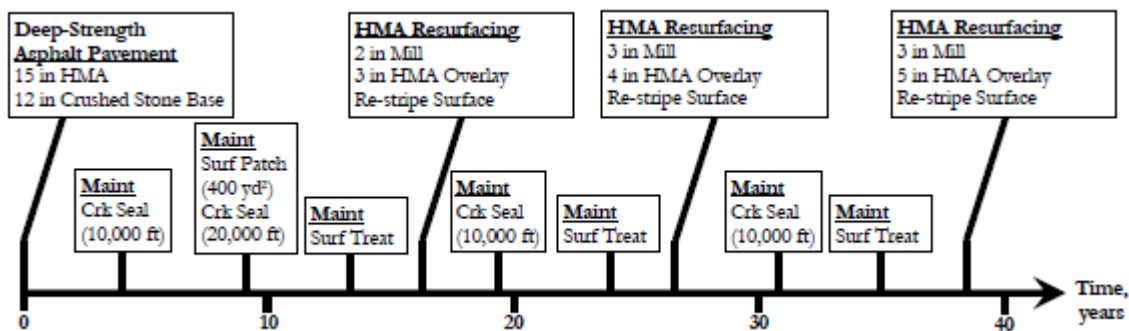 Deep-Strength
Asphalt Pavement
15 in HMA
12 in Crushed Stone Base
HMA Resurfacing
2 in Mill
3 in HMA Overlay
Re-stripe Surface
HMA Resurfacing
3 in Mill
4 in HMA Overlay
Re-stripe Surface
HMA Resurfacing
3 in Mill
5 in HMA Overlay
Re-stripe Surface
Maint
Crk Seal
(10,000 ft)
Maint
Surf Patch
(400 yd²)
Crk Seal
(20,000 ft)
Maint
Surf Treat
Maint
Crk Seal
(10,000 ft)
Maint
Surf Treat
Maint
Crk Seal
(10,000 ft)
Maint
Surf Treat
0
10
20
30
40
Time,
years